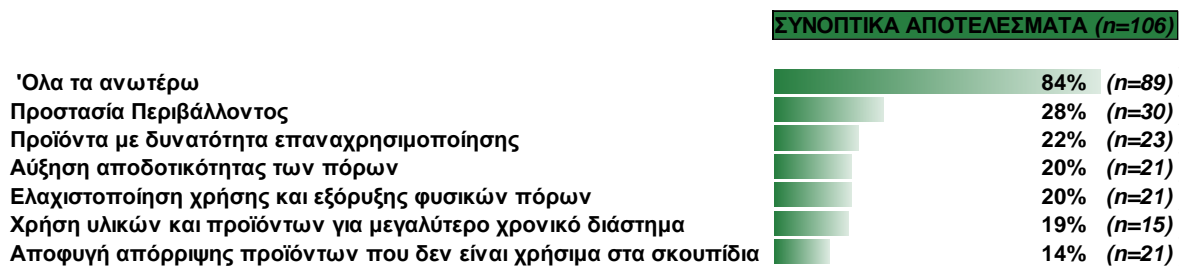 ΣΥΝΟΠΤΙΚΑ ΑΠΟΤΕΛΕΣΜΑΤΑ (n=106)
'Ολα τα ανωτέρω 84% (n=89)
Προστασία Περιβάλλοντος 28% (n=30)
Προϊόντα με δυνατότητα επαναχρησιμοποίησης 22% (n=23)
Αύξηση αποδοτικότητας των πόρων 20% (n=21)
Ελαχιστοποίηση χρήσης και εξόρυξης φυσικών πόρων 20% (n=21)
Χρήση υλικών και προϊόντων για μεγαλύτερο χρονικό διάστημα 19% (n=15)
Αποφυγή απόρριψης προϊόντων που δεν είναι χρήσιμα στα σκουπίδια 14% (n=21)